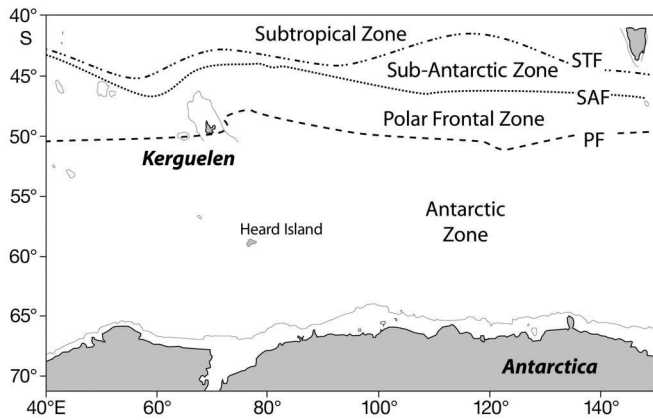 40°
S
Subtropical Zone
STF
Sub-Antarctic Zone
45°
SAF
Polar Frontal Zone
50°
PF
Kerguelen
55°
Antarctic
Zone
Heard Island
60°
65°
Antarctica
70°
40°E
60°
80°
100°
120°
140°